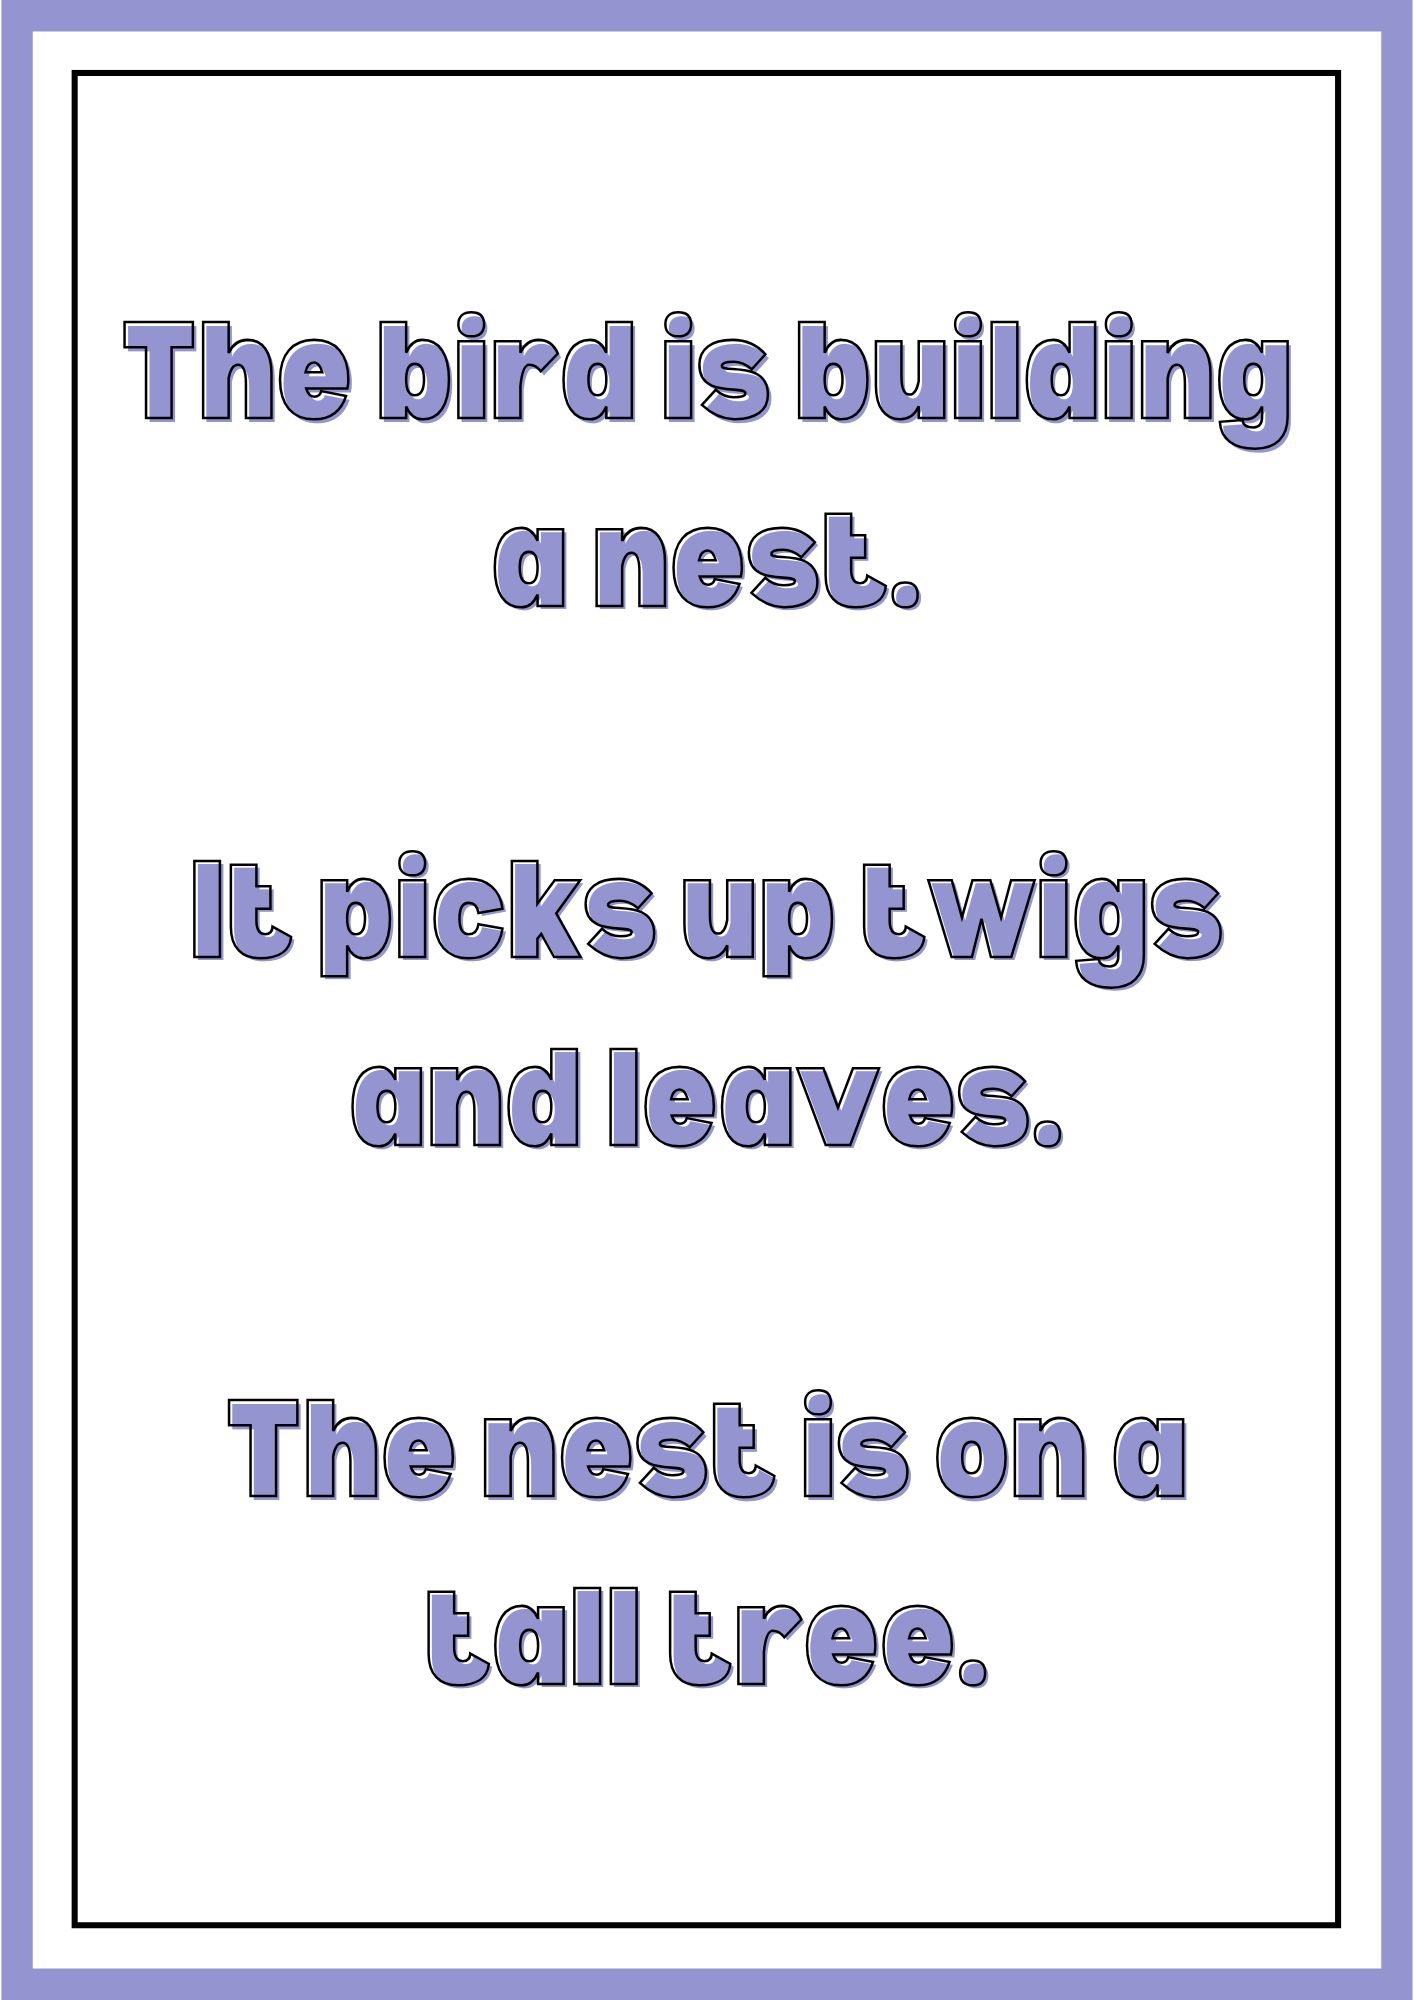 The bird is building
a nest.
It picks up twigs
and leaves.
The nest is on a
tall tree.